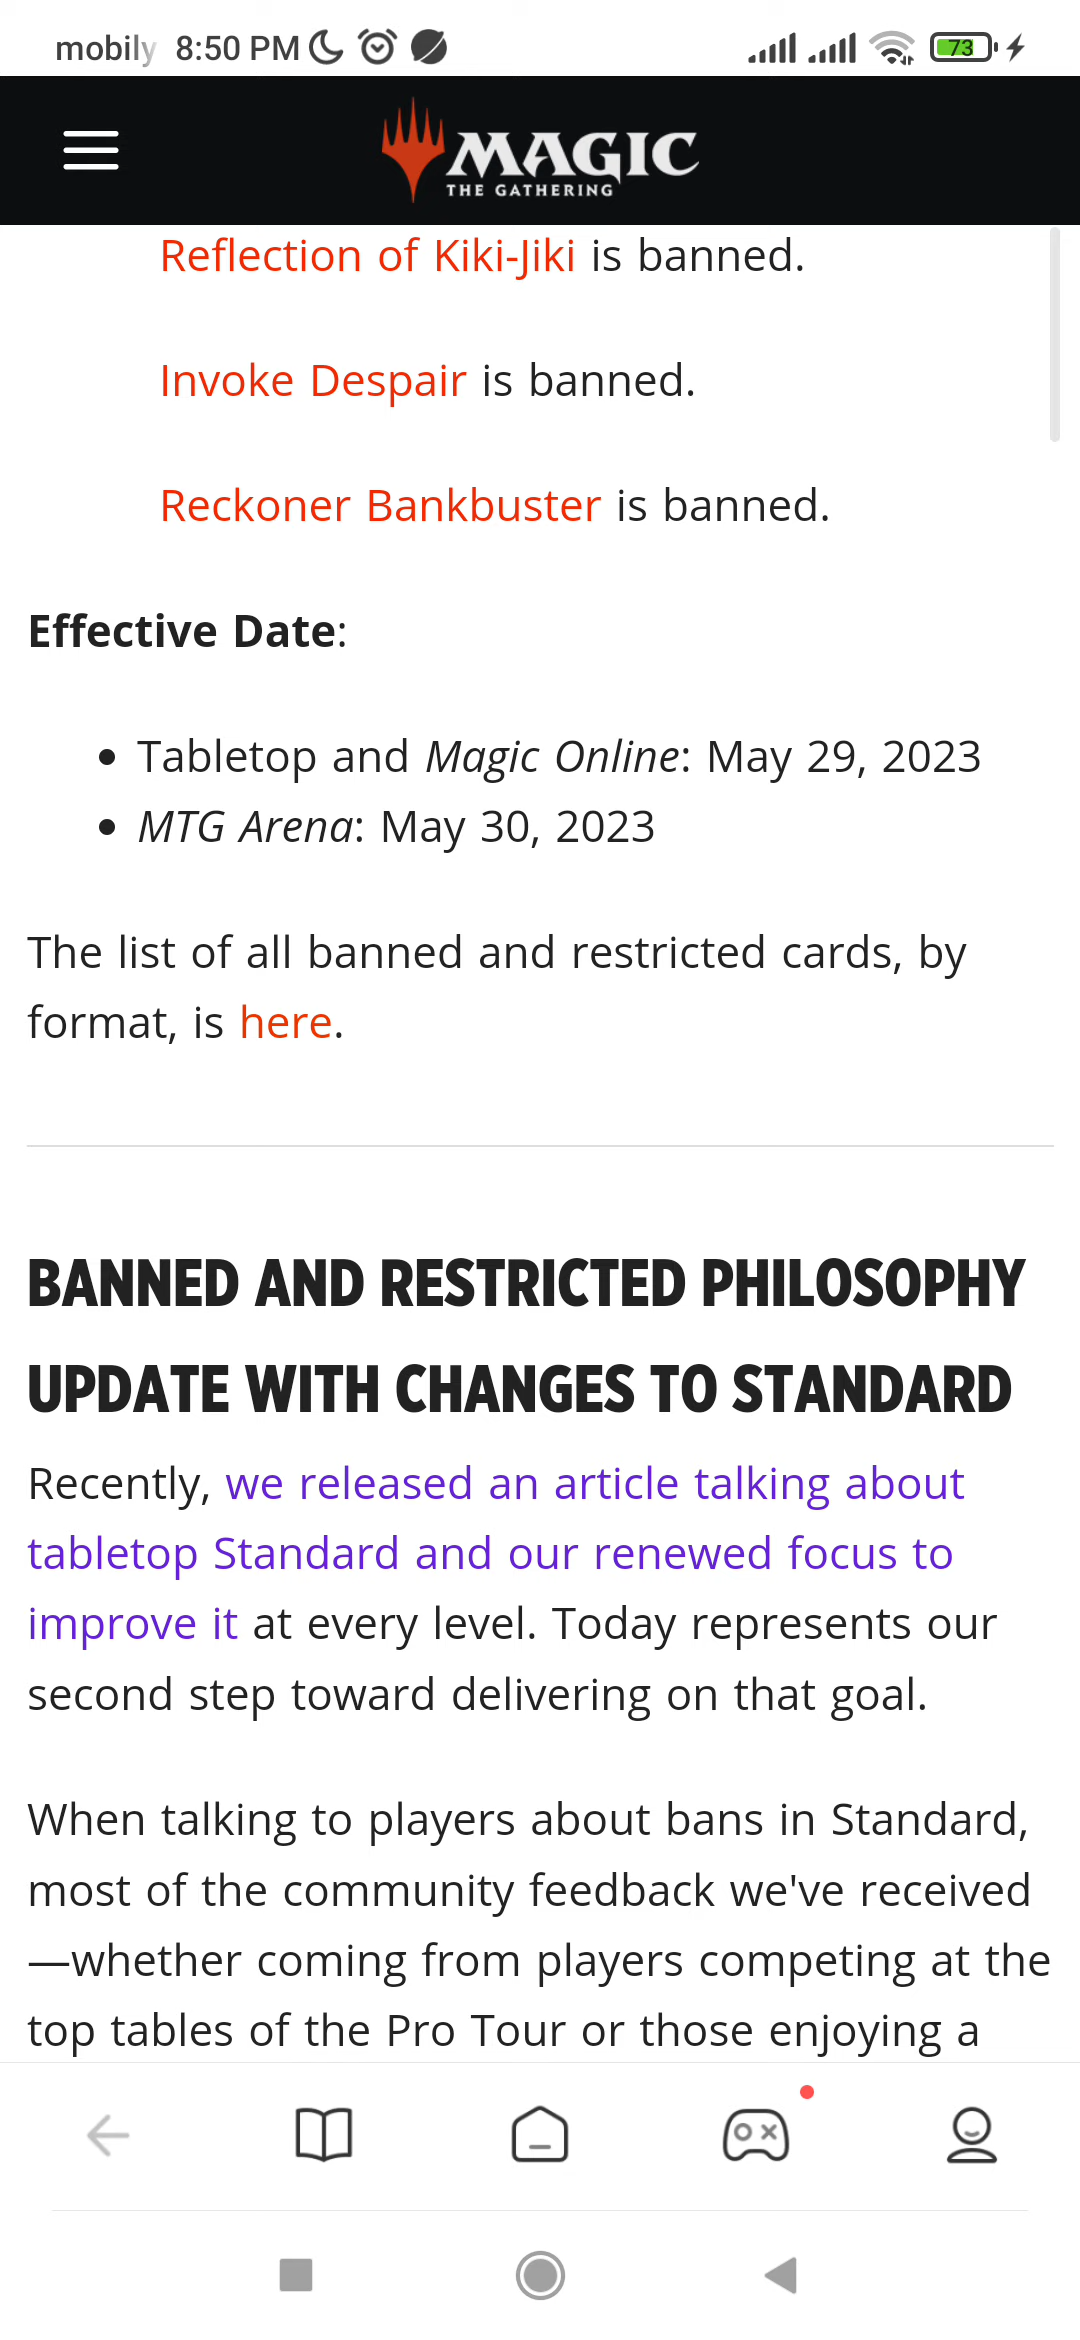 mobily 8:50 PM 73
MAGIC
THE GATHERING
Reflection of Kiki-Jiki is banned.
Invoke Despair is banned.
Reckoner Bankbuster is banned.
Effective Date:
• Tabletop and Magic Online: May 29, 2023
• MTG Arena: May 30, 2023
The list of all banned and restricted cards, by
format, is here.
BANNED AND RESTRICTED PHILOSOPHY
UPDATE WITH CHANGES TO STANDARD
Recently, we released an article talking about
tabletop Standard and our renewed focus to
improve it at every level. Today represents our
second step toward delivering on that goal.
When talking to players about bans in Standard,
most of the community feedback we've received
—whether coming from players competing at the
top tables of the Pro Tour or those enjoying a